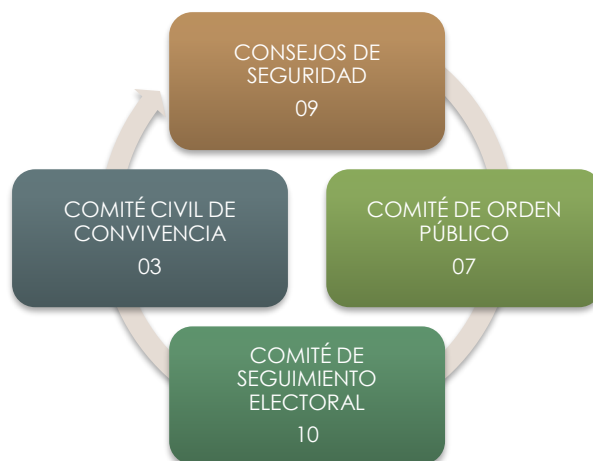 CONSEJOS DE
SEGURIDAD
09
COMITÉ DE ORDEN
PÚBLICO
07
COMITÉ DE
SEGUIMIENTO
ELECTORAL
10
COMITÉ CIVIL DE
CONVIVENCIA
03